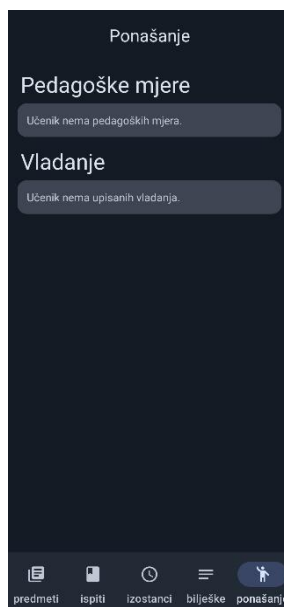 Ponašanje
Pedagoške mjere
Učenik nema pedagoških mjera.
Vladanje
Učenik nema upisanih vladanja.
predmeti ispiti izostanci bilješke ponašanje